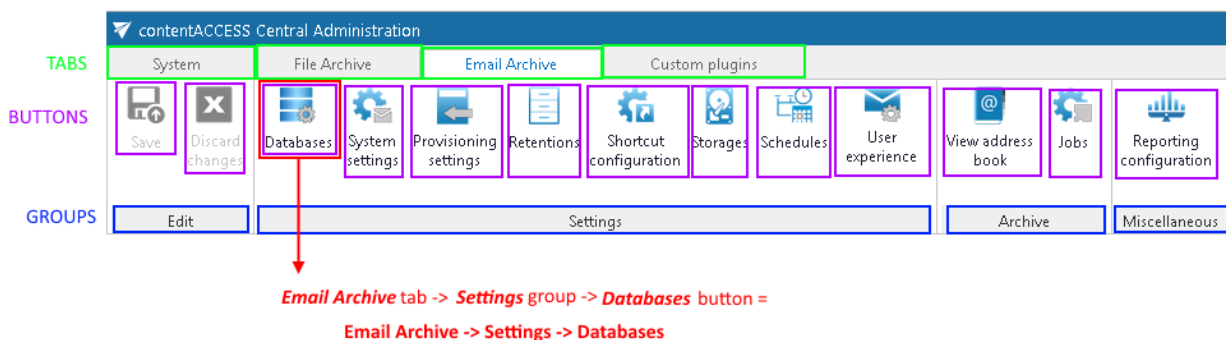 contentACCESS Central Administration
TABS
System
File Archive
Email Archive
Custom plugins
BUTTONS
Save
Discard
changes
Databases
System
settings
Provisioning
settings
Retentions
Shortcut
configuration
Storages
Schedules
User
experience
View address
book
Jobs
Reporting
configuration
GROUPS
Edit
Settings
Archive
Miscellaneous
Email Archive tab -> Settings group -> Databases button =
Email Archive -> Settings -> Databases